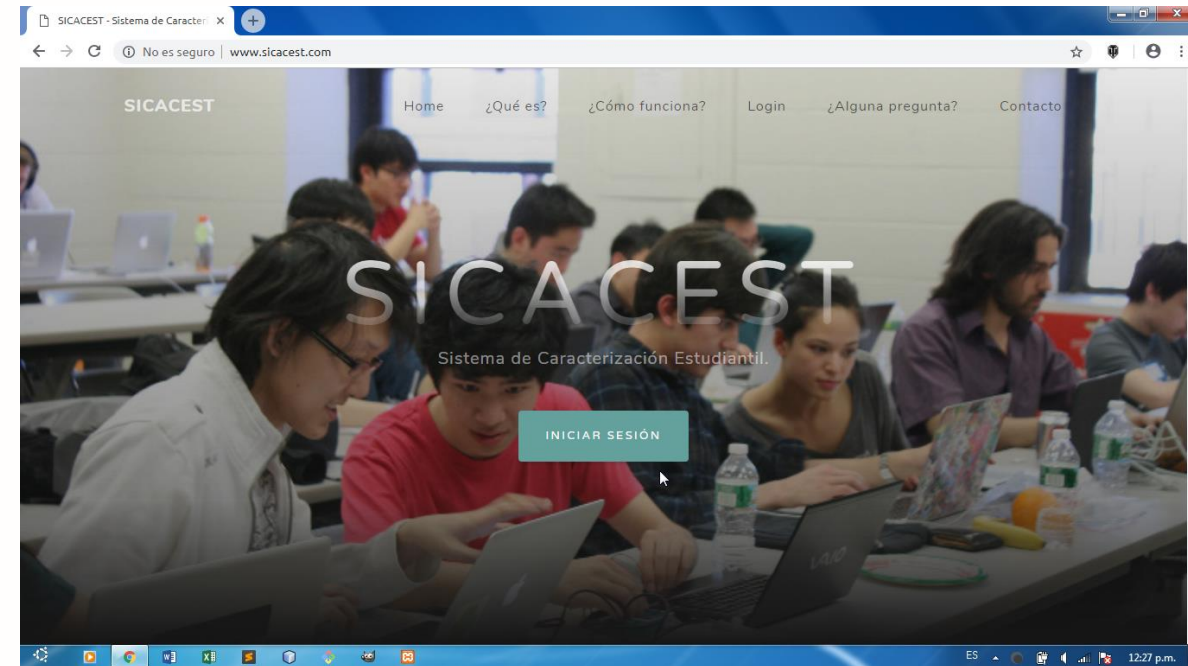 SICACEST - Sistema de Caracter
No es seguro | www.sicacest.com
SICACEST
Home ¿Qué es? ¿Cómo funciona? Login ¿Alguna pregunta? Contacto
SICACEST
Sistema de Caracterización Estudiantil.
INICIAR SESIÓN
VAIO
ES 12:27 p.m.